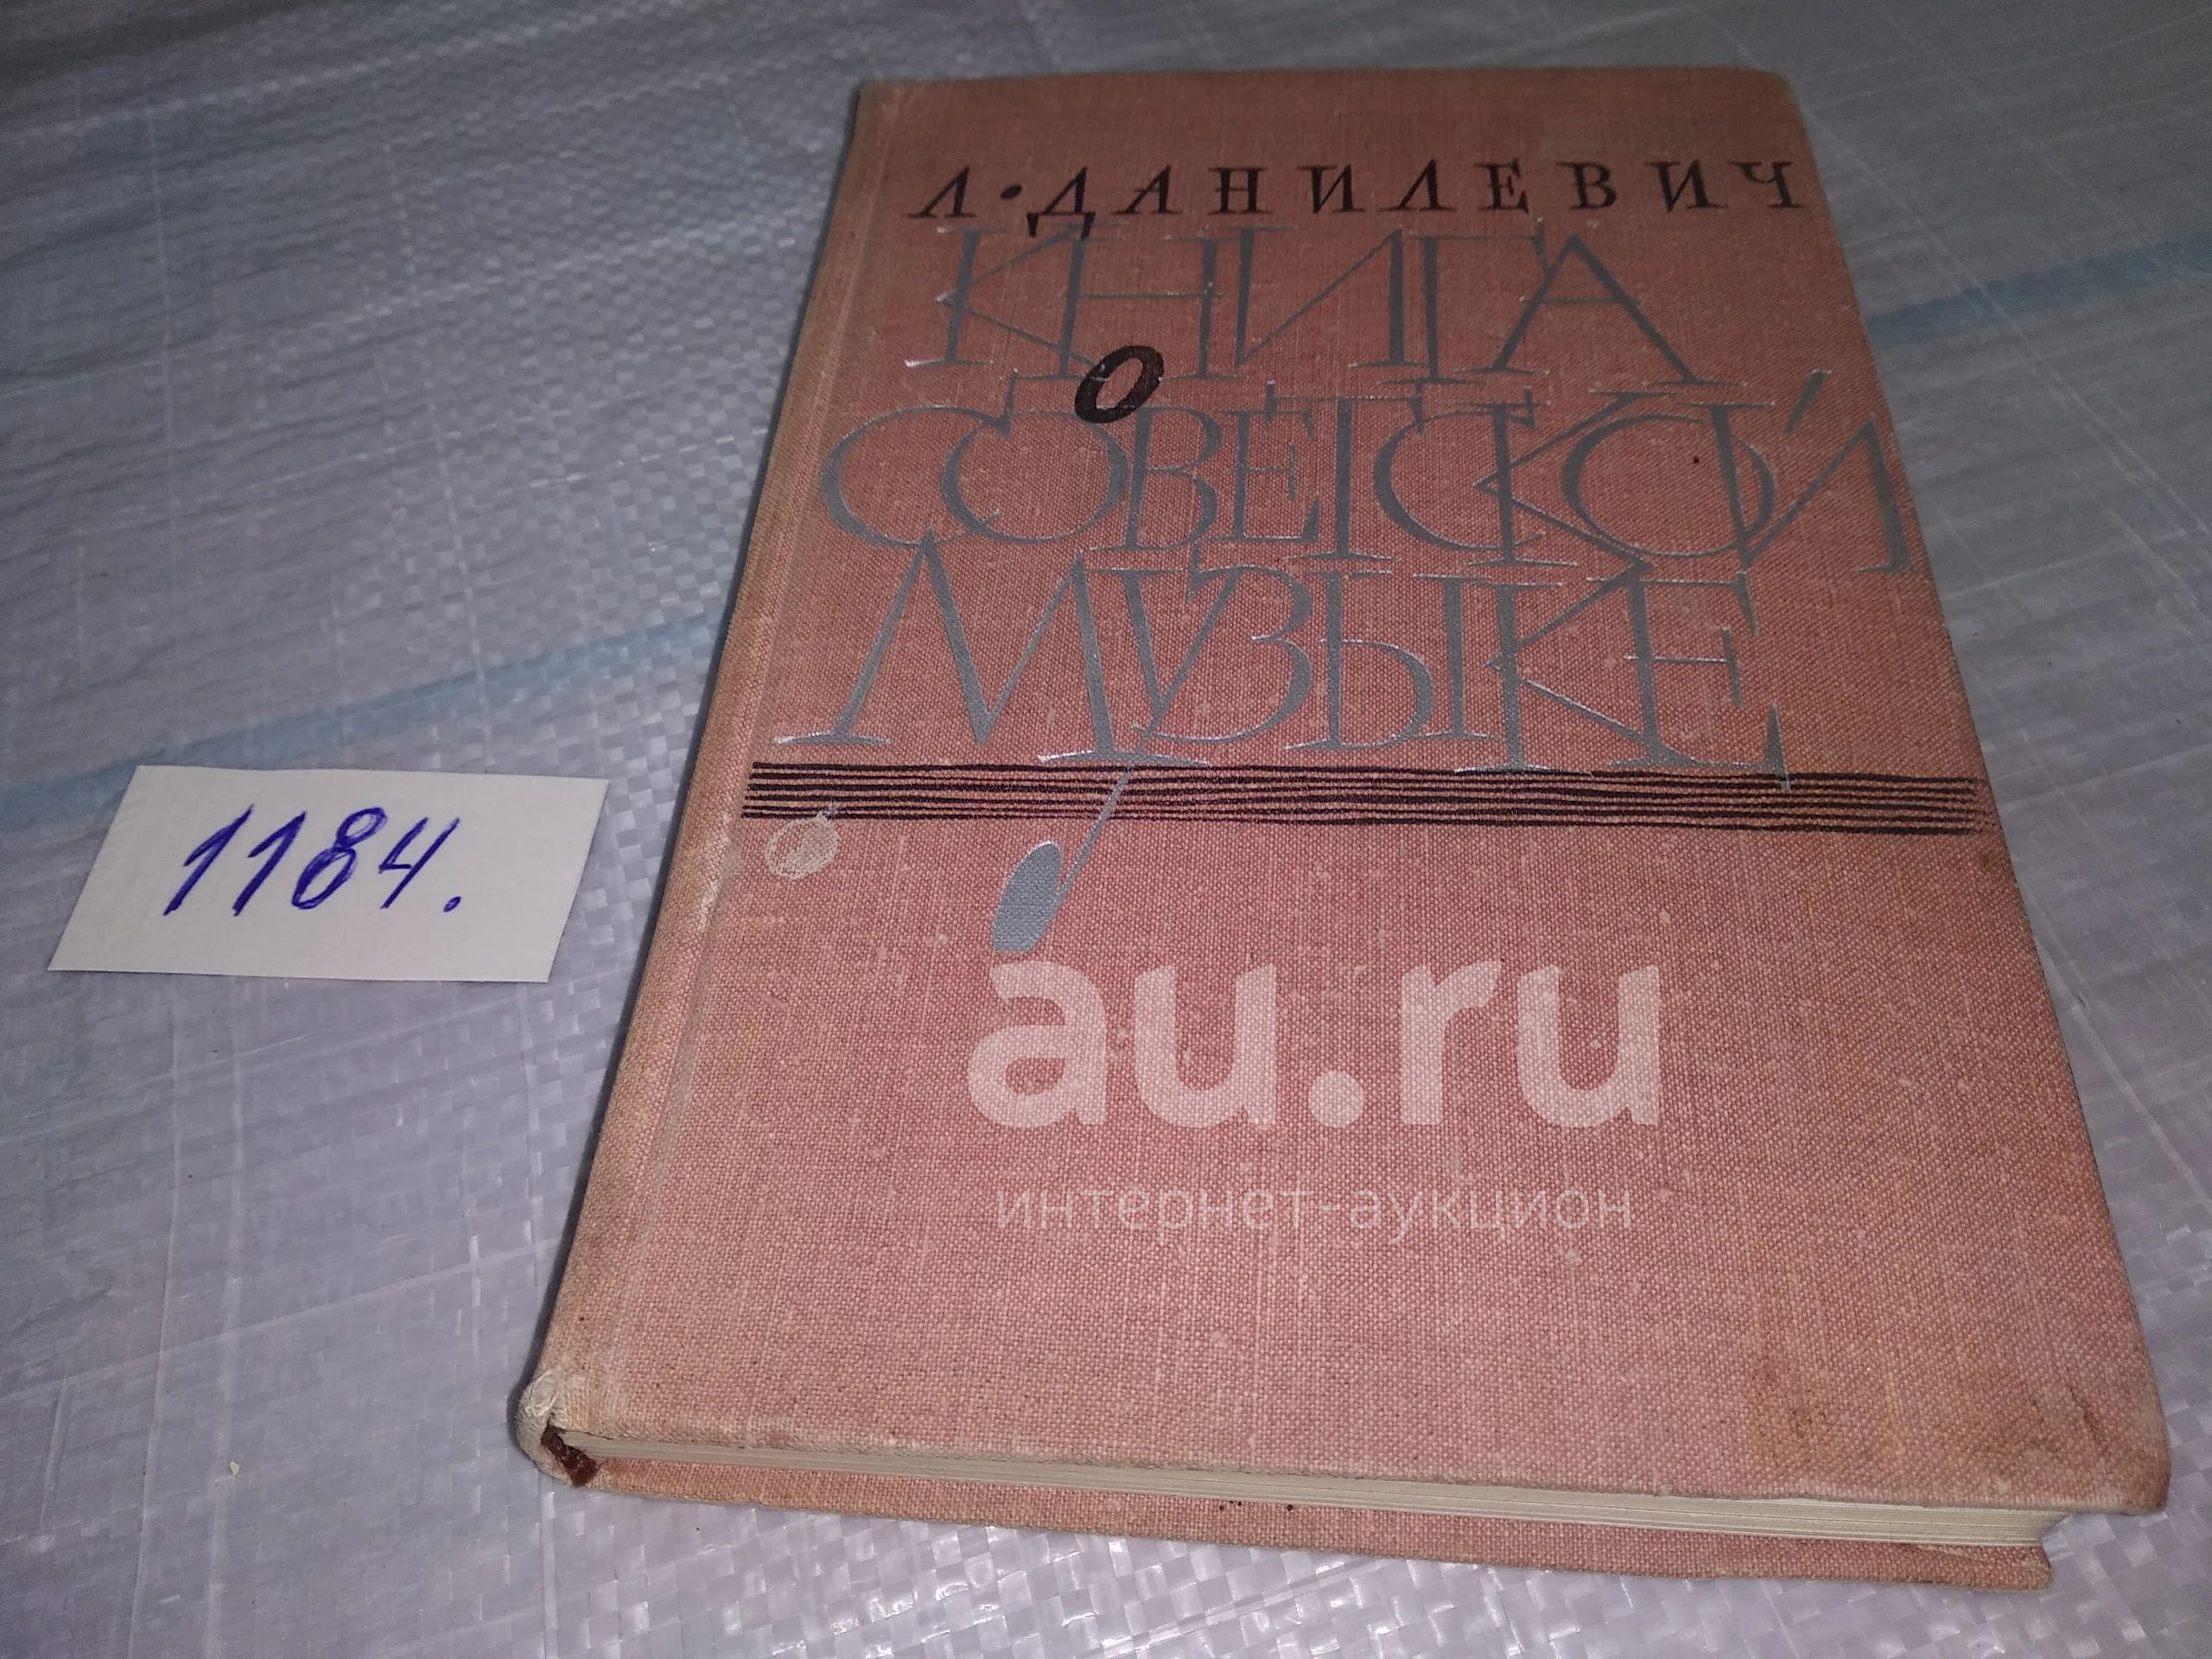 Л·ДАНИЛЕВИЧ
КНИГА
О
СОВЕТСКОЙ
МУЗЫКЕ
1184.
au.ru
интернет-аукцион